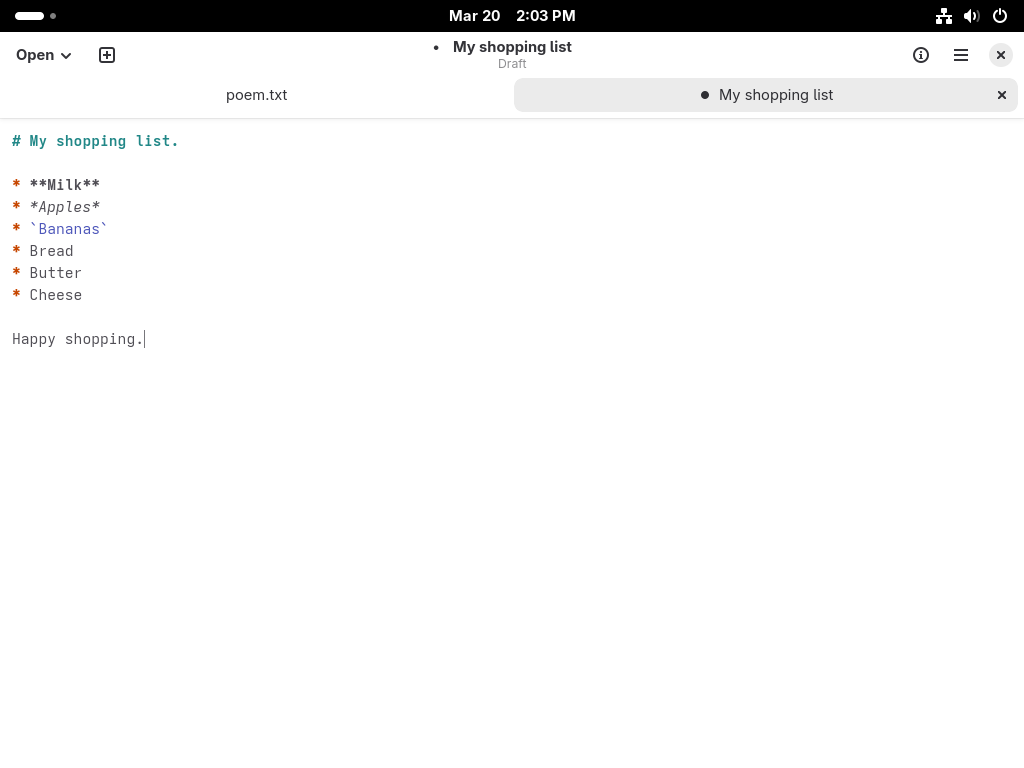 Mar 20 2:03 PM
Open
• My shopping list
Draft
poem.txt
● My shopping list
# My shopping list.
* **Milk**
* *Apples*
* `Bananas`
* Bread
* Butter
* Cheese
Happy shopping.